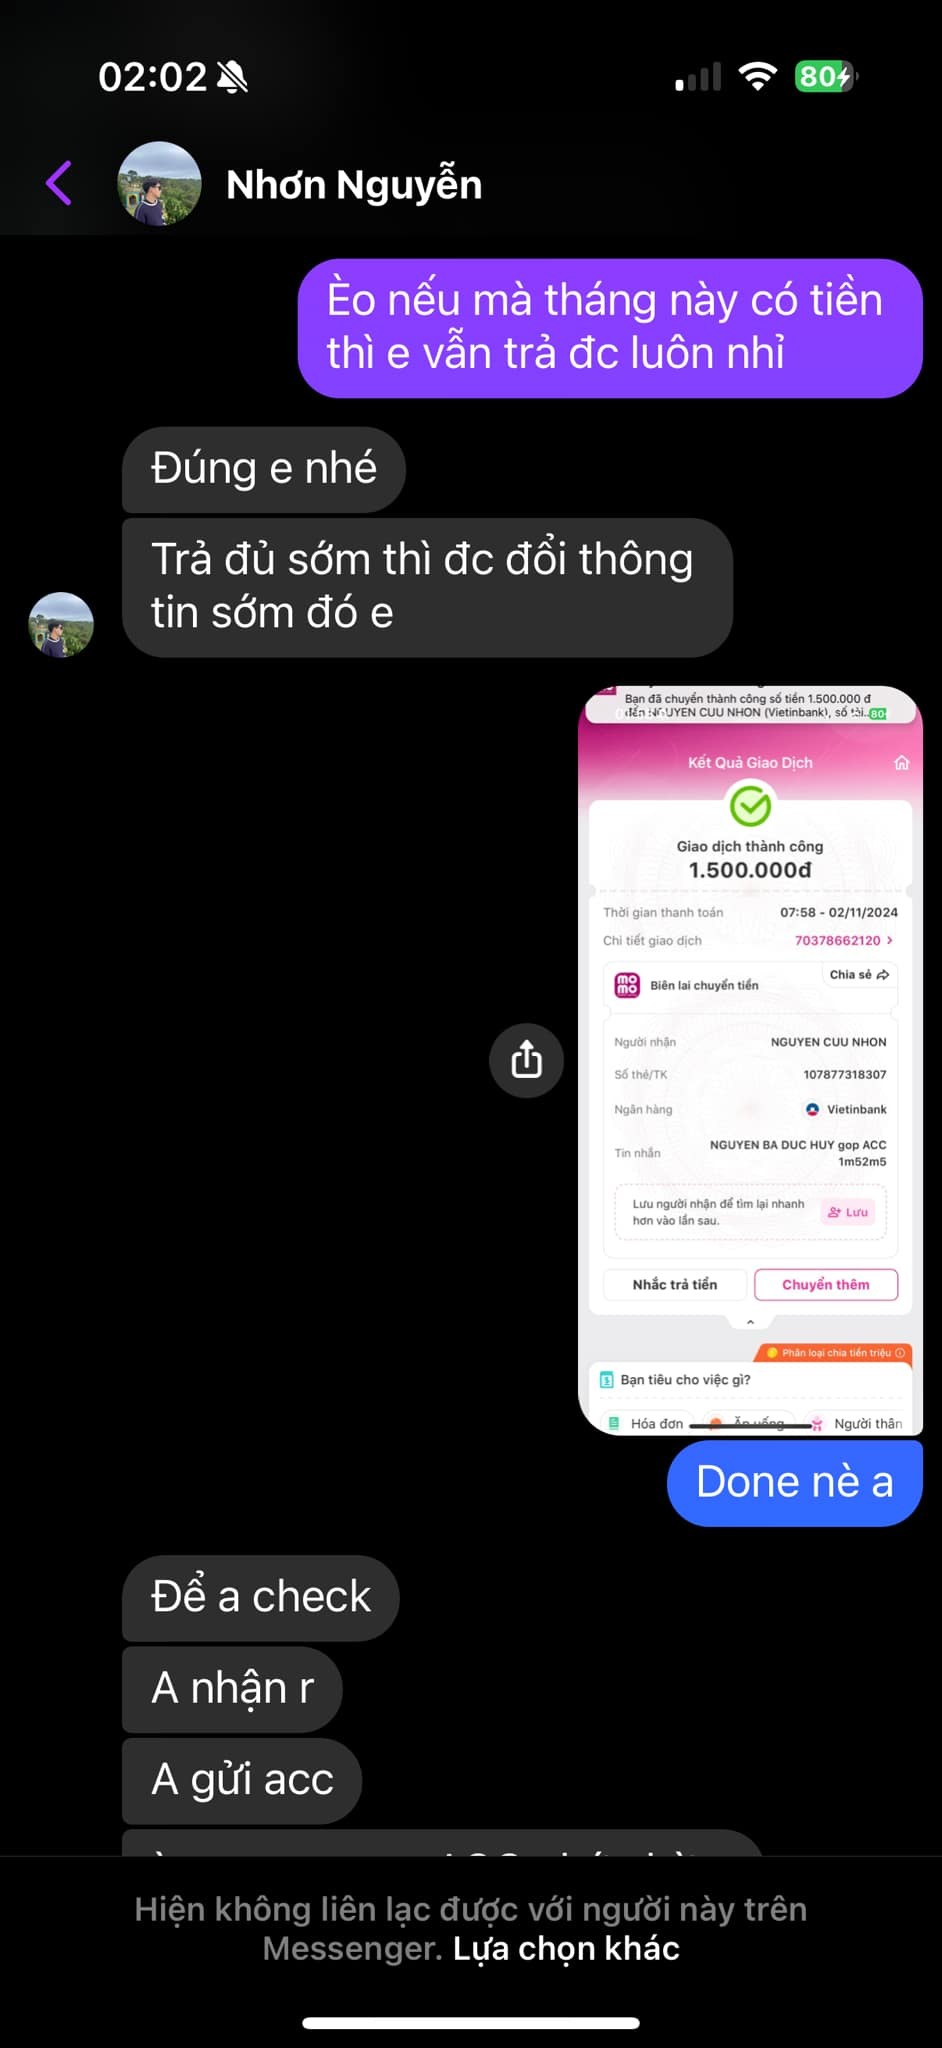 02:02
80
Nhơn Nguyễn
Èo nếu mà tháng này có tiền
thì e vẫn trả đc luôn nhỉ
Đúng e nhé
Trả đủ sớm thì đc đổi thông
tin sớm đó e
Bạn đã chuyển thành công số tiền 1.500.000 đ
đến NGUYEN CUU NHON (Vietinbank), số tài...
80
Kết Quả Giao Dịch
Giao dịch thành công
1.500.000đ
Thời gian thanh toán 07:58 - 02/11/2024
Chi tiết giao dịch 70378662120 >
Chia sẻ
momo Biên lai chuyển tiền
Người nhận NGUYEN CUU NHON
Số thẻ/TK 107877318307
Ngân hàng Vietinbank
Tin nhắn NGUYEN BA DUC HUY gop ACC
1m52m5
Lưu người nhận để tìm lại nhanh
hơn vào lần sau.
Lưu
Nhắc trả tiền Chuyển thêm
Phân loại chia tiền triệu
Bạn tiêu cho việc gì?
Hóa đơn Ăn uống Người thân
Done nè a
Để a check
A nhận r
A gửi acc
Hiện không liên lạc được với người này trên
Messenger. Lựa chọn khác